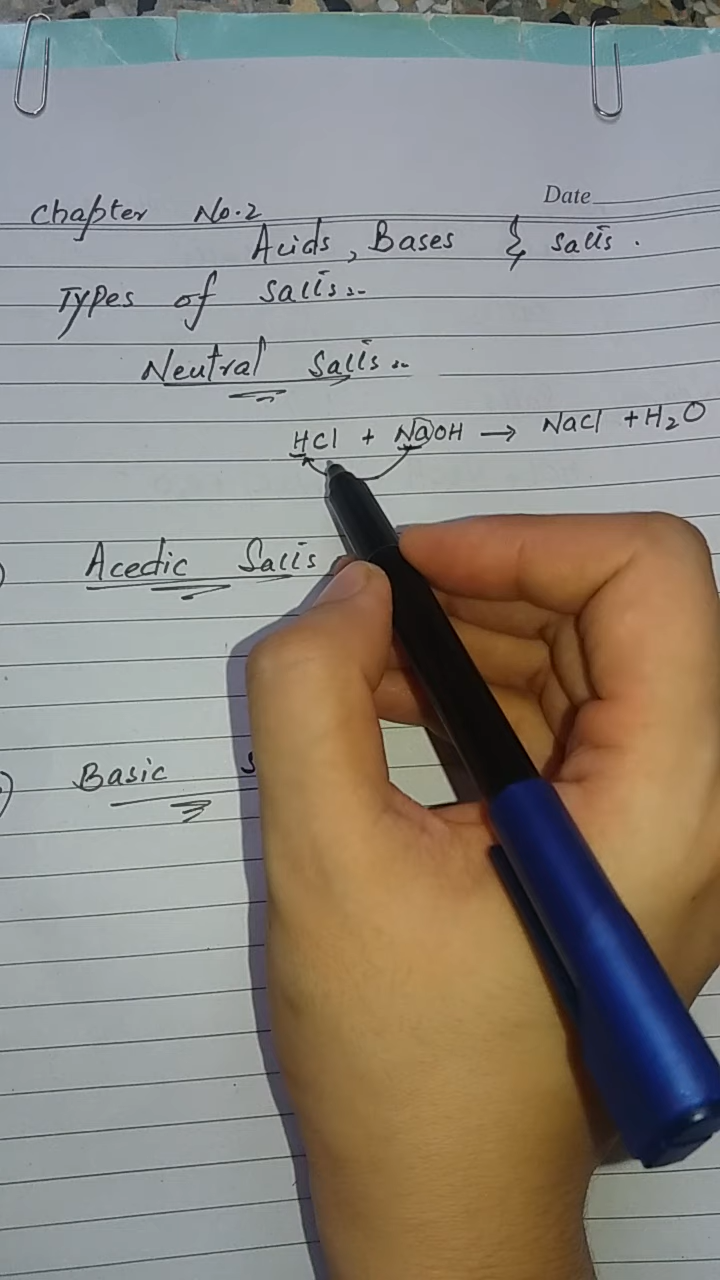 Date
Chapter No.2
Acids, Bases & Salts.
Types of Salts:-
Neutral Salts:-
HCl + NaOH → NaCl + H₂O
Acedic Salts
Basic S